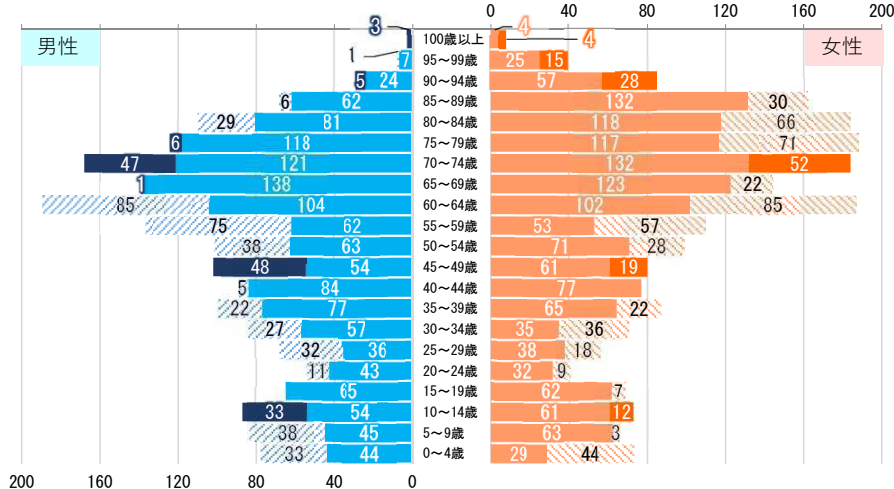 0 40 80 120 160 200
男性 女性
3 100歳以上 4 4
1 7 95～99歳 25 15
5 24 90～94歳 57 28
6 62 85～89歳 132 30
29 81 80～84歳 118 66
6 118 75～79歳 117 71
47 121 70～74歳 132 52
1 138 65～69歳 123 22
85 104 60～64歳 102 85
75 62 55～59歳 53 57
38 63 50～54歳 71 28
48 54 45～49歳 61 19
5 84 40～44歳 77
22 77 35～39歳 65 22
27 57 30～34歳 35 36
32 36 25～29歳 38 18
11 43 20～24歳 32 9
65 15～19歳 62 7
33 54 10～14歳 61 12
38 45 5～9歳 63 3
33 44 0～4歳 29 44
200 160 120 80 40 0